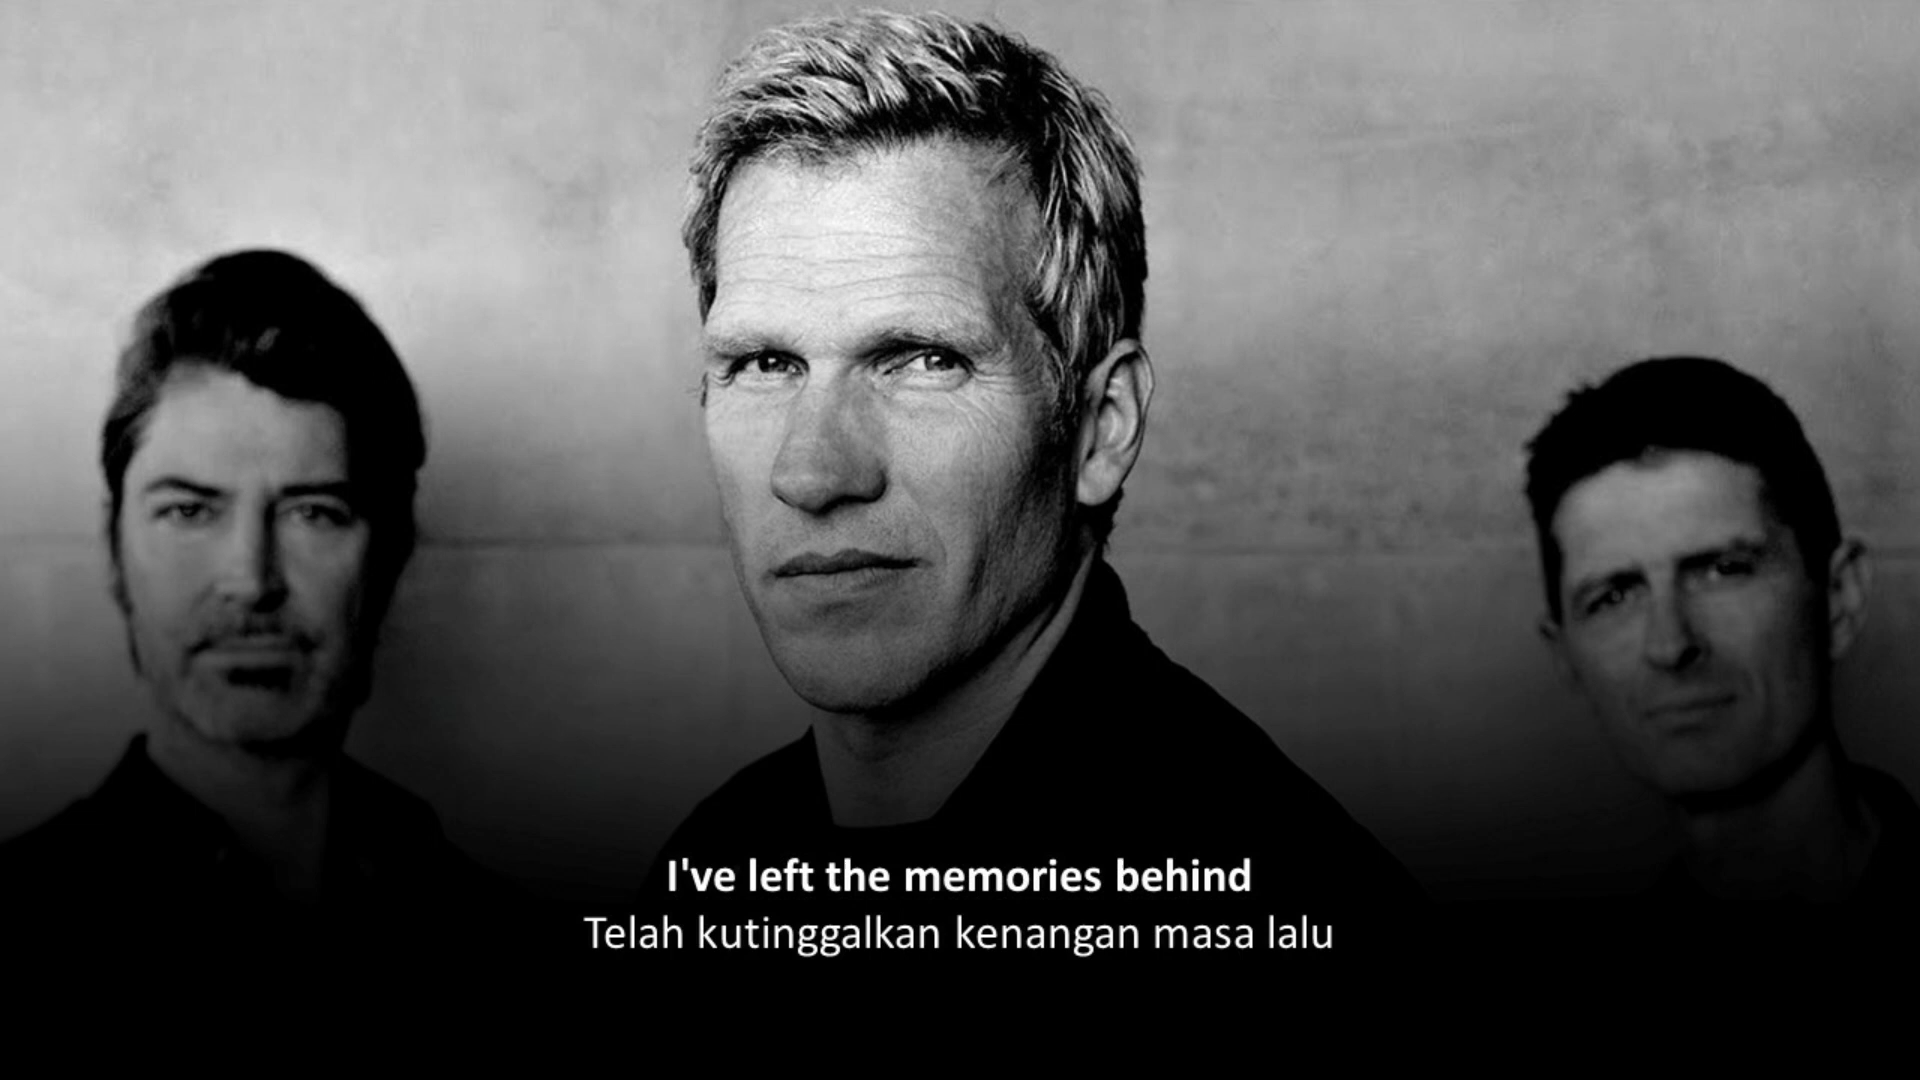 I've left the memories behind
Telah kutinggalkan kenangan masa lalu